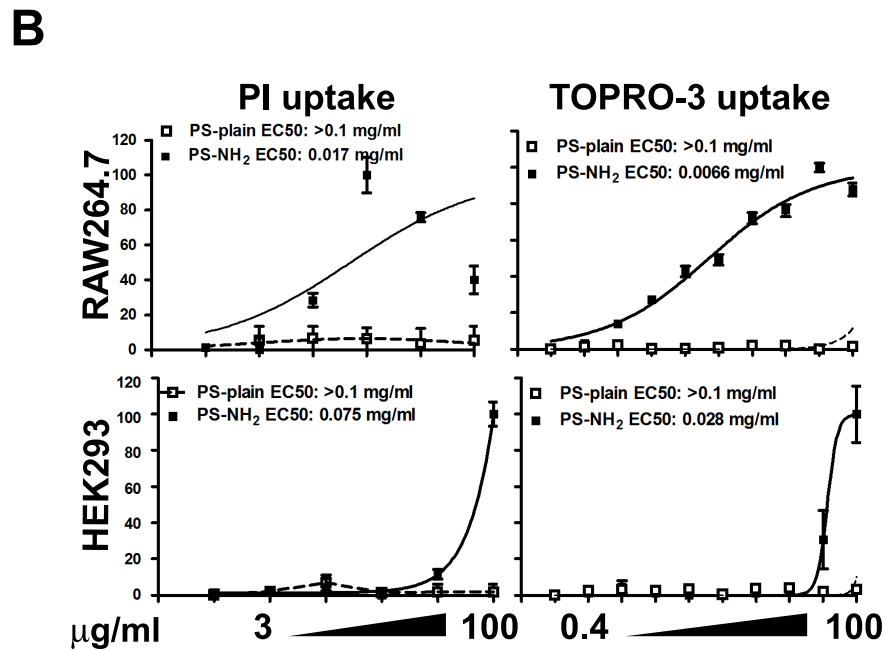 B
PI uptake
TOPRO-3 uptake
RAW264.7
PS-plain EC50: >0.1 mg/ml
PS-NH2 EC50: 0.017 mg/ml
120
100
80
60
40
20
0
PS-plain EC50: >0.1 mg/ml
PS-NH2 EC50: 0.0066 mg/ml
HEK293
PS-plain EC50: >0.1 mg/ml
PS-NH2 EC50: 0.075 mg/ml
120
100
80
60
40
20
0
PS-plain EC50: >0.1 mg/ml
PS-NH2 EC50: 0.028 mg/ml
μg/ml 3 100 0.4 100